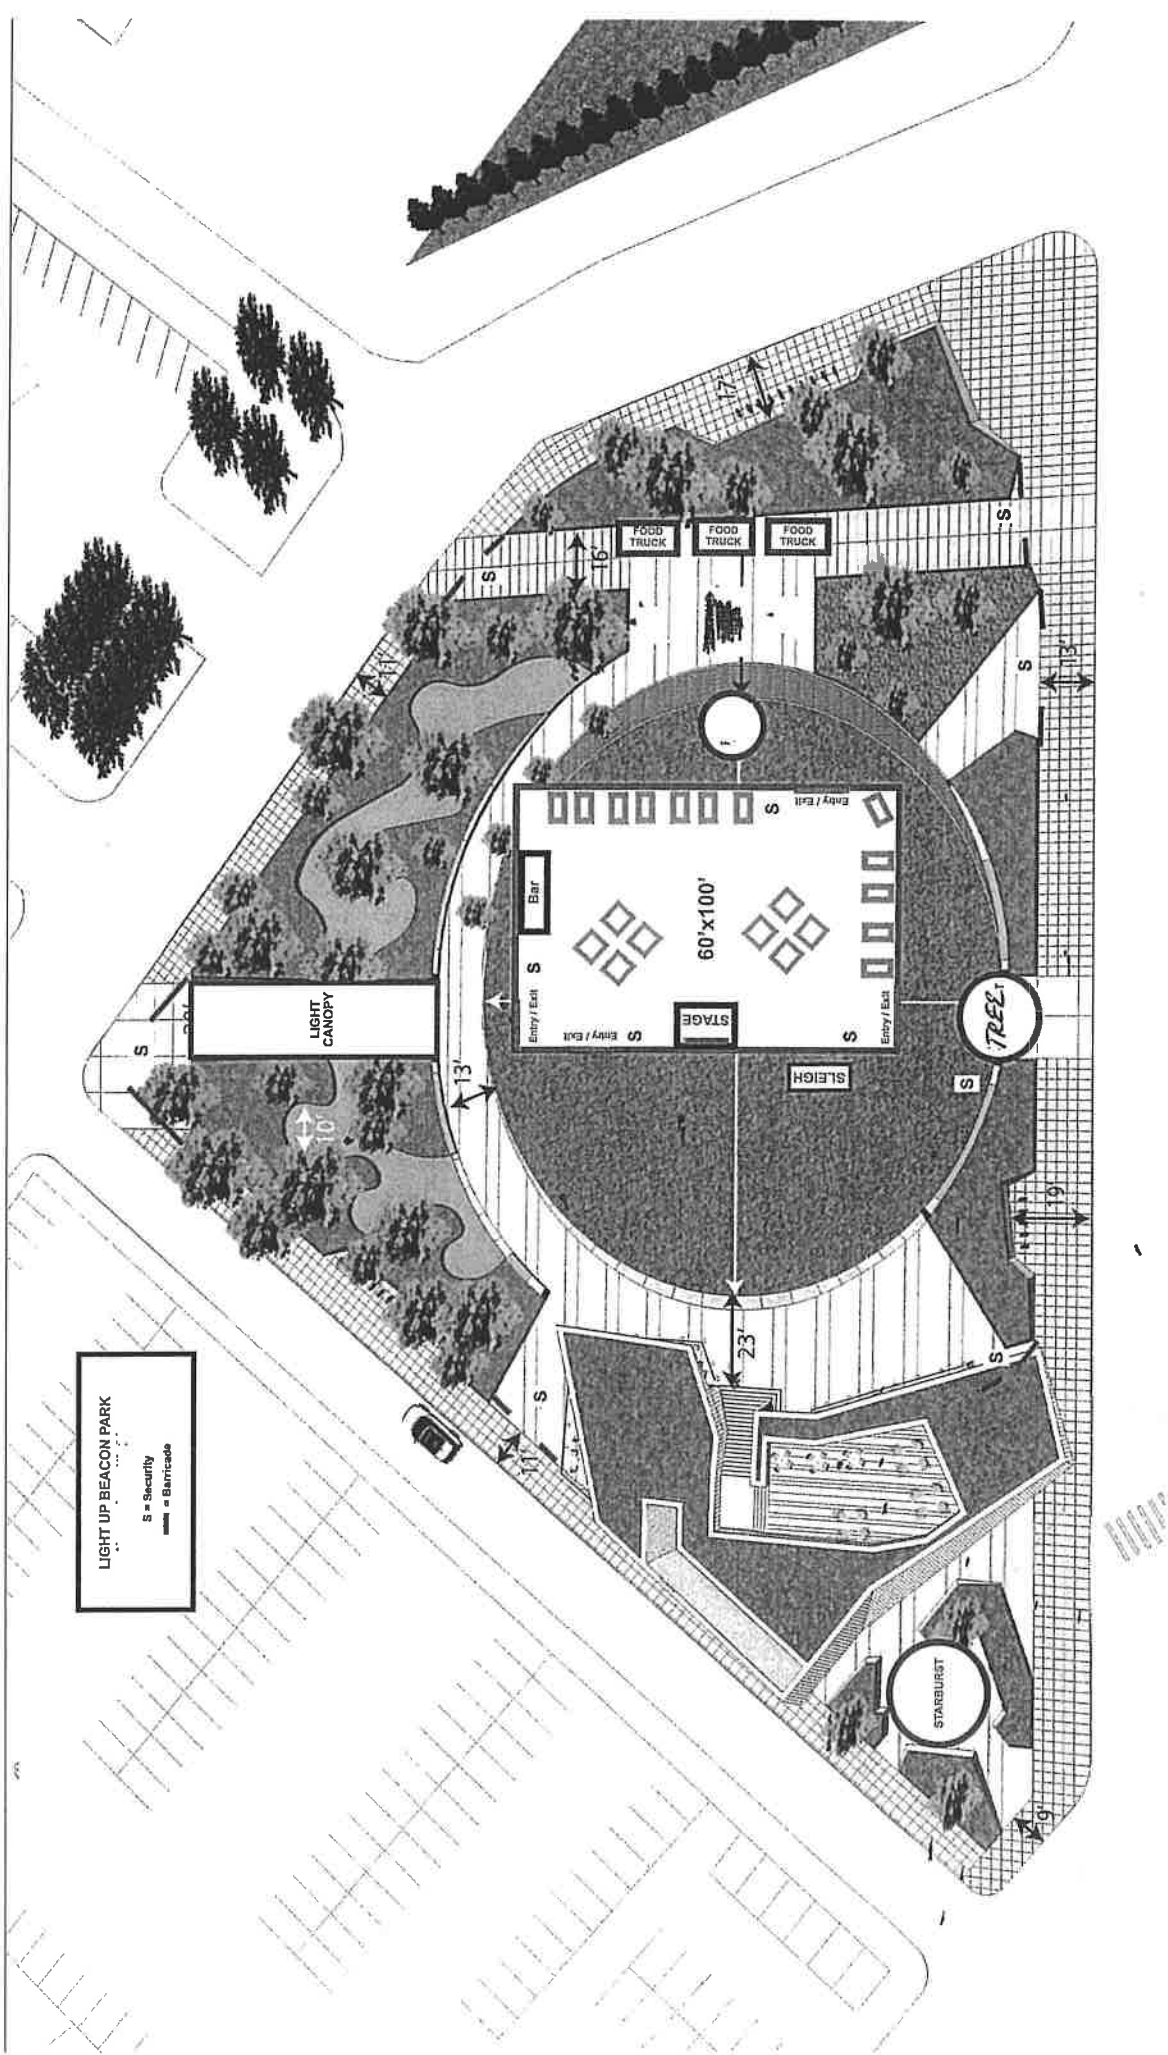 LIGHT UP BEACON PARK
S = Security
= Barricade
LIGHT
CANOPY
S
10'
13'
11'
11'
S
S
16'
FOOD
TRUCK
FOOD
TRUCK
FOOD
TRUCK
17'
S
S
13'
Bar
60'x100'
STAGE
SLEIGH
S
Entry / Exit
Entry / Exit
S
S
Entry / Exit
S
Entry / Exit
TREE
S
19'
23'
S
STARBURST
19'